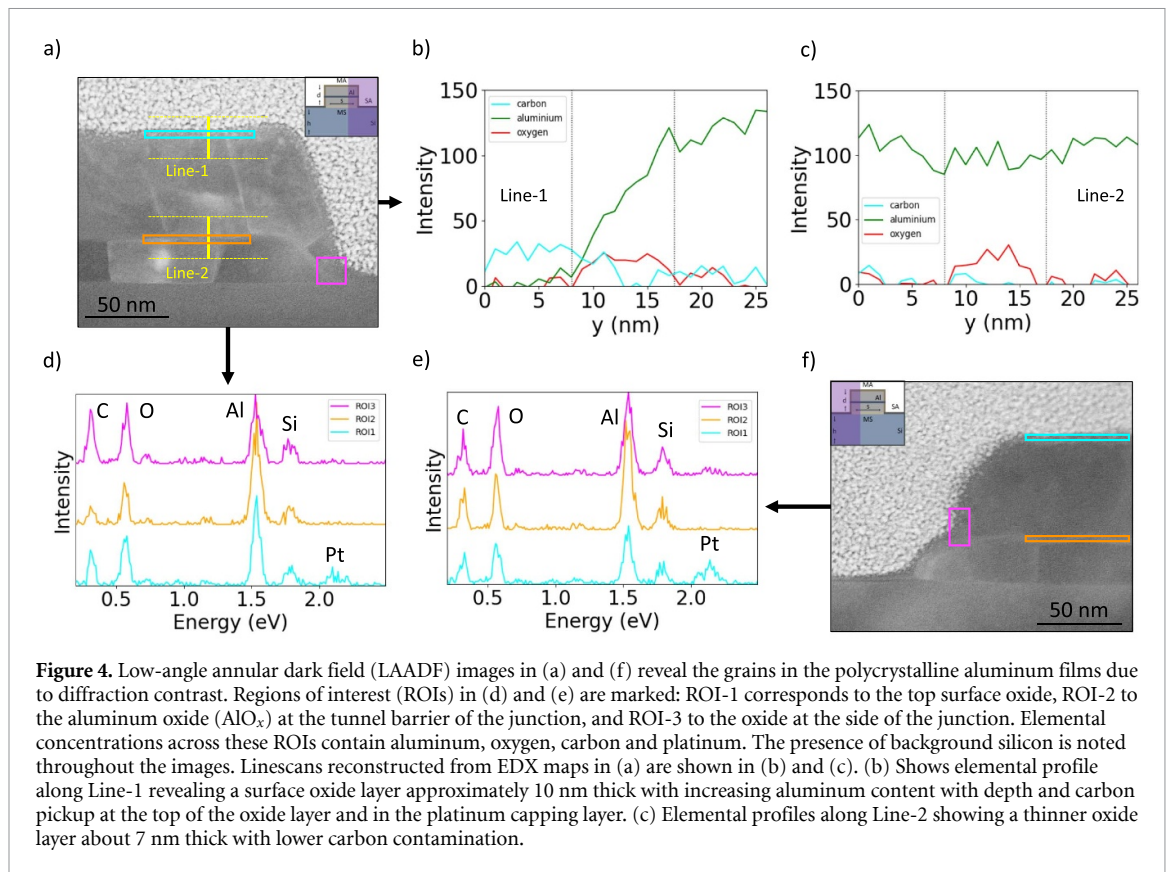 a)
b)
c)
MA
Al
i
d
t
s
SA
i
h
t
MS
Si
Line-1
Line-2
50 nm
Intensity
150
100
50
0
carbon
aluminium
oxygen
Line-1
0 5 10 15 20 25
y (nm)
Intensity
150
100
50
0
carbon
aluminium
oxygen
Line-2
0 5 10 15 20 25
y (nm)
d)
e)
f)
Intensity
C O Al Si
ROI3
ROI2
ROI1
Pt
0.5 1.0 1.5 2.0
Energy (eV)
Intensity
C O Al Si
ROI3
ROI2
ROI1
Pt
0.5 1.0 1.5 2.0
Energy (eV)
MA
i
d
t
Al
s
SA
i
h
t
MS
Si
50 nm
Figure 4. Low-angle annular dark field (LAADF) images in (a) and (f) reveal the grains in the polycrystalline aluminum films due
to diffraction contrast. Regions of interest (ROIs) in (d) and (e) are marked: ROI-1 corresponds to the top surface oxide, ROI-2 to
the aluminum oxide (AlOx) at the tunnel barrier of the junction, and ROI-3 to the oxide at the side of the junction. Elemental
concentrations across these ROIs contain aluminum, oxygen, carbon and platinum. The presence of background silicon is noted
throughout the images. Linescans reconstructed from EDX maps in (a) are shown in (b) and (c). (b) Shows elemental profile
along Line-1 revealing a surface oxide layer approximately 10 nm thick with increasing aluminum content with depth and carbon
pickup at the top of the oxide layer and in the platinum capping layer. (c) Elemental profiles along Line-2 showing a thinner oxide
layer about 7 nm thick with lower carbon contamination.